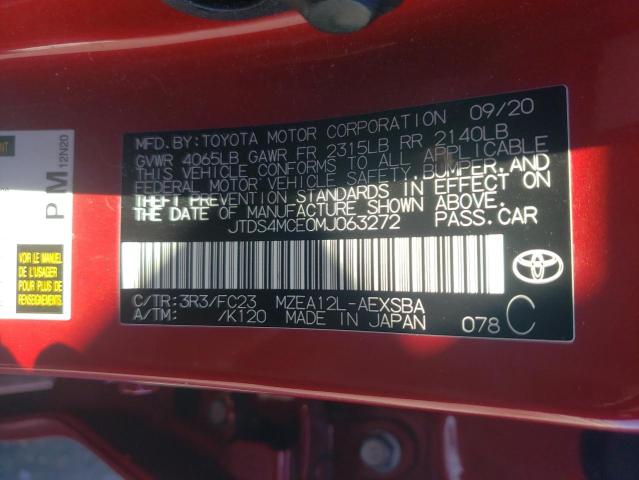 MFD.BY:TOYOTA MOTOR CORPORATION 09/20
GVWR 4065LB GAWR FR 2315LB RR 2140LB
THIS VEHICLE CONFORMS TO ALL APPLICABLE
FEDERAL MOTOR VEHICLE SAFETY, BUMPER, AND
THEFT PREVENTION STANDARDS IN EFFECT ON
THE DATE OF MANUFACTURE SHOWN ABOVE.
JTDS4MCE0MJ063272 PASS.CAR
C/TR: 3R3/FC23 MZEA12L-AEXSBA
A/TM: /K120 MADE IN JAPAN 078 C
P M 12N20
VOIR LE MANUEL
DE L'USAGER
POUR PLUS DE
RENSEIGNEMENTS